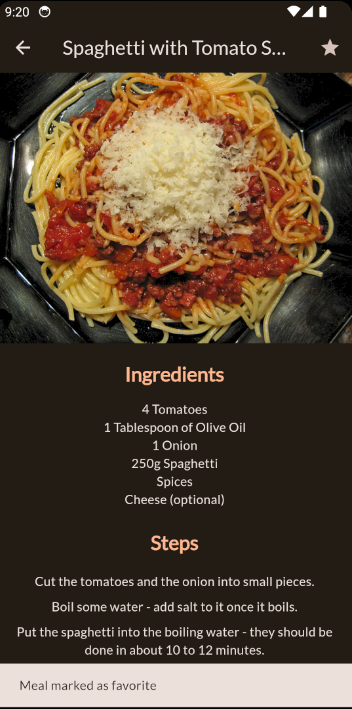 9:20
Spaghetti with Tomato S...
Ingredients
4 Tomatoes
1 Tablespoon of Olive Oil
1 Onion
250g Spaghetti
Spices
Cheese (optional)
Steps
Cut the tomatoes and the onion into small pieces.
Boil some water - add salt to it once it boils.
Put the spaghetti into the boiling water - they should be
done in about 10 to 12 minutes.
Meal marked as favorite